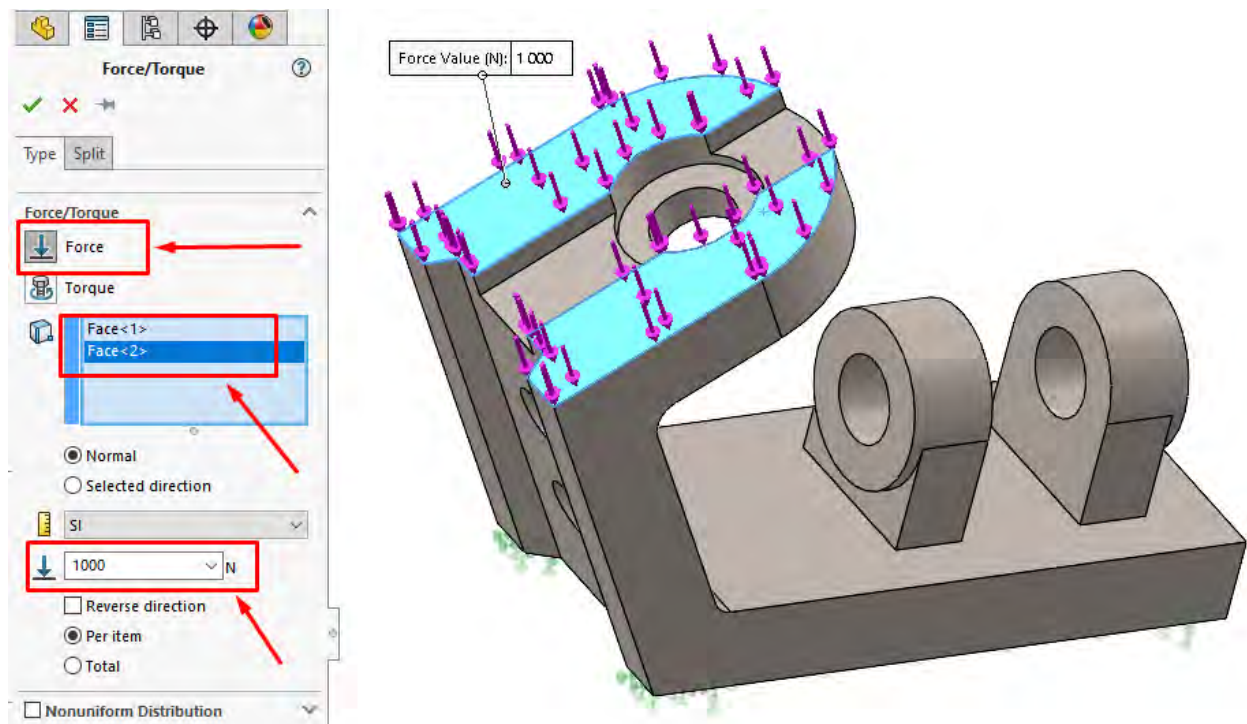 Force/Torque
Type Split
Force/Torque
Force
Torque
Face<1>
Face<2>
Normal
Selected direction
SI
1000 N
Reverse direction
Per item
Total
Nonuniform Distribution
Force Value (N): 1 000